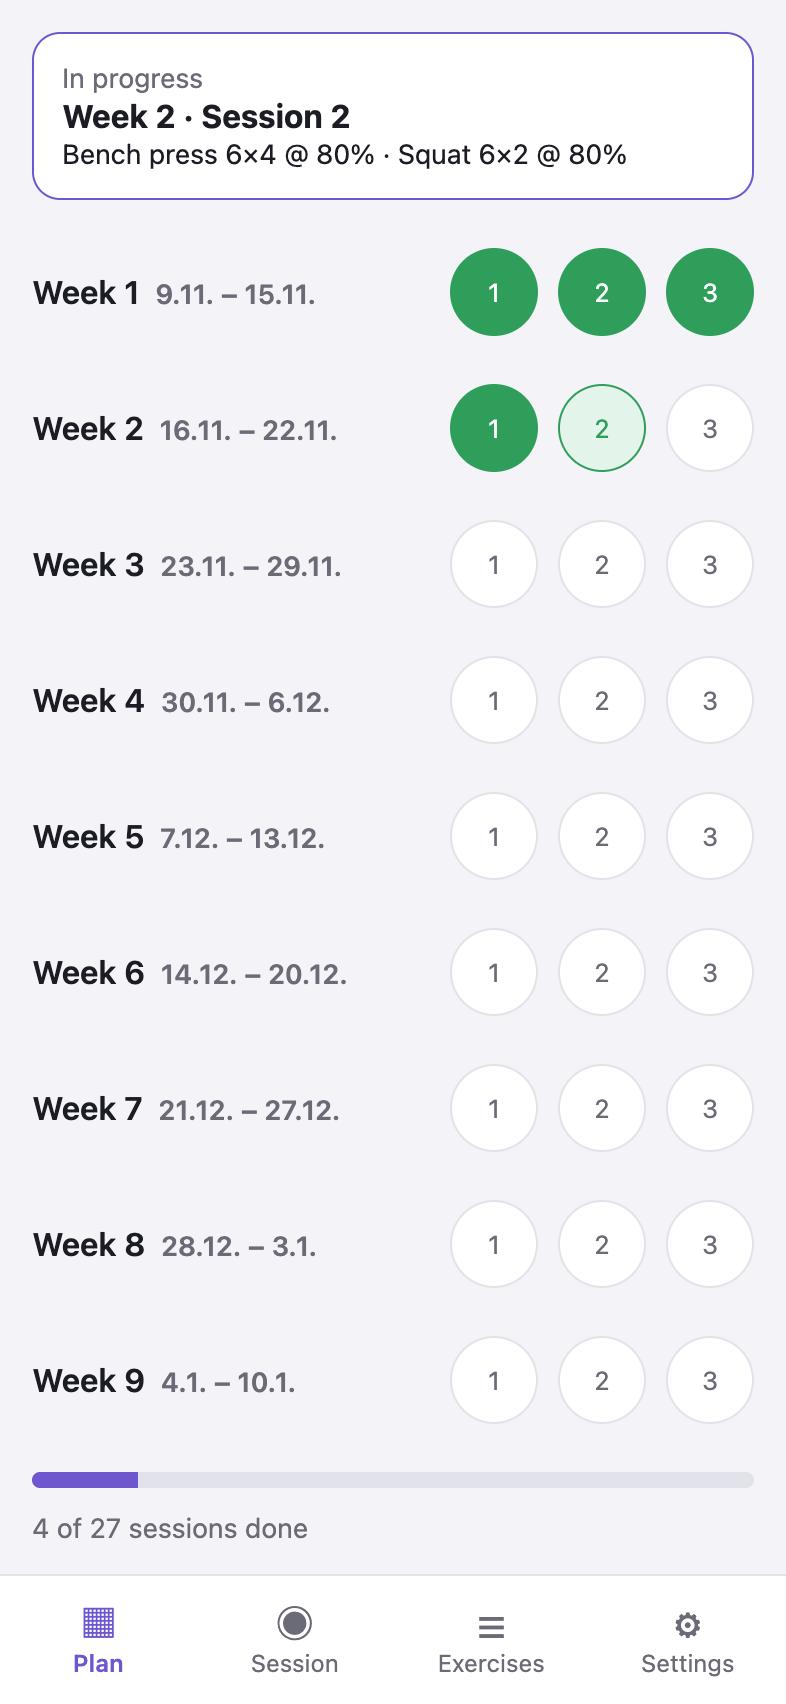 In progress
Week 2 · Session 2
Bench press 6×4 @ 80% · Squat 6×2 @ 80%
Week 1 9.11. – 15.11. 1 2 3
Week 2 16.11. – 22.11. 1 2 3
Week 3 23.11. – 29.11. 1 2 3
Week 4 30.11. – 6.12. 1 2 3
Week 5 7.12. – 13.12. 1 2 3
Week 6 14.12. – 20.12. 1 2 3
Week 7 21.12. – 27.12. 1 2 3
Week 8 28.12. – 3.1. 1 2 3
Week 9 4.1. – 10.1. 1 2 3
4 of 27 sessions done
Plan Session Exercises Settings